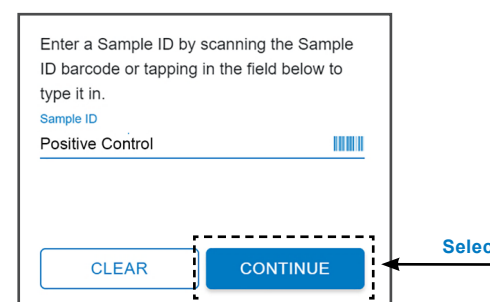 Enter a Sample ID by scanning the Sample
ID barcode or tapping in the field below to
type it in.
Sample ID
Positive Control
CLEAR
CONTINUE